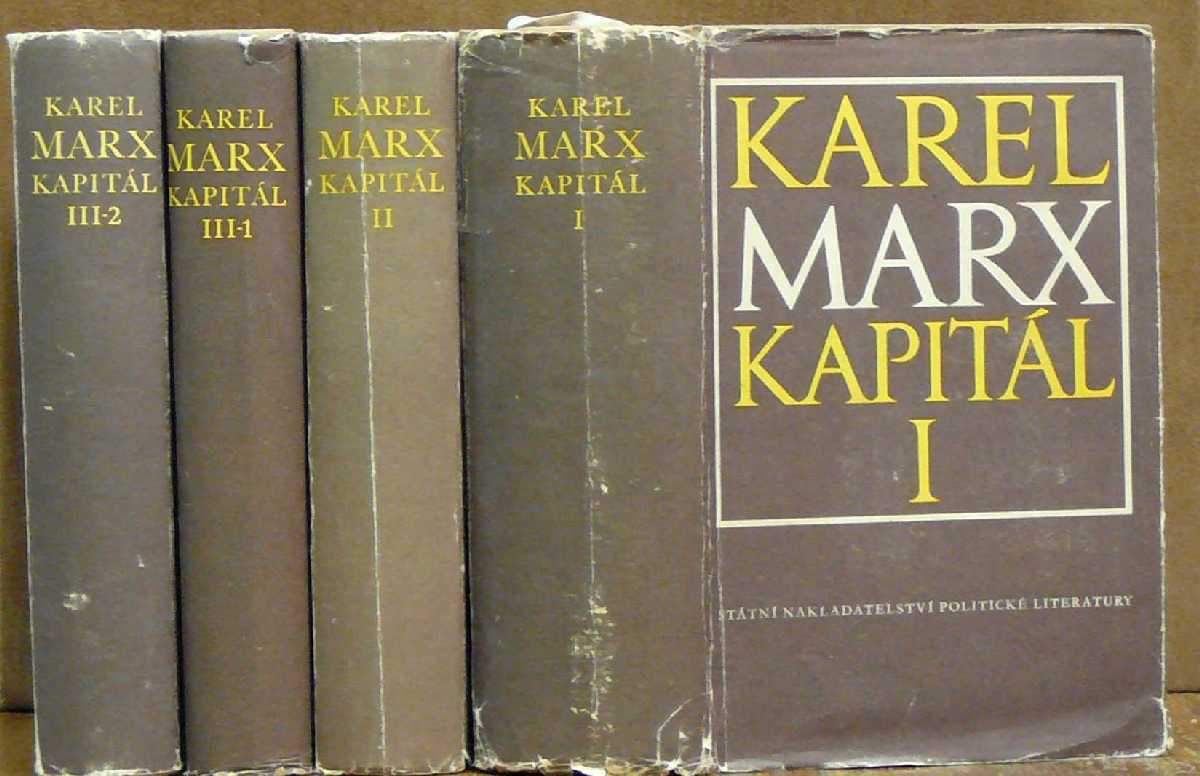 KAREL
MARX
KAPITÁL
III-2
KAREL
MARX
KAPITÁL
III-1
KAREL
MARX
KAPITÁL
II
KAREL
MARX
KAPITÁL
I
KAREL
MARX
KAPITÁL
I
STÁTNÍ NAKLADATELSTVÍ POLITICKÉ LITERATURY